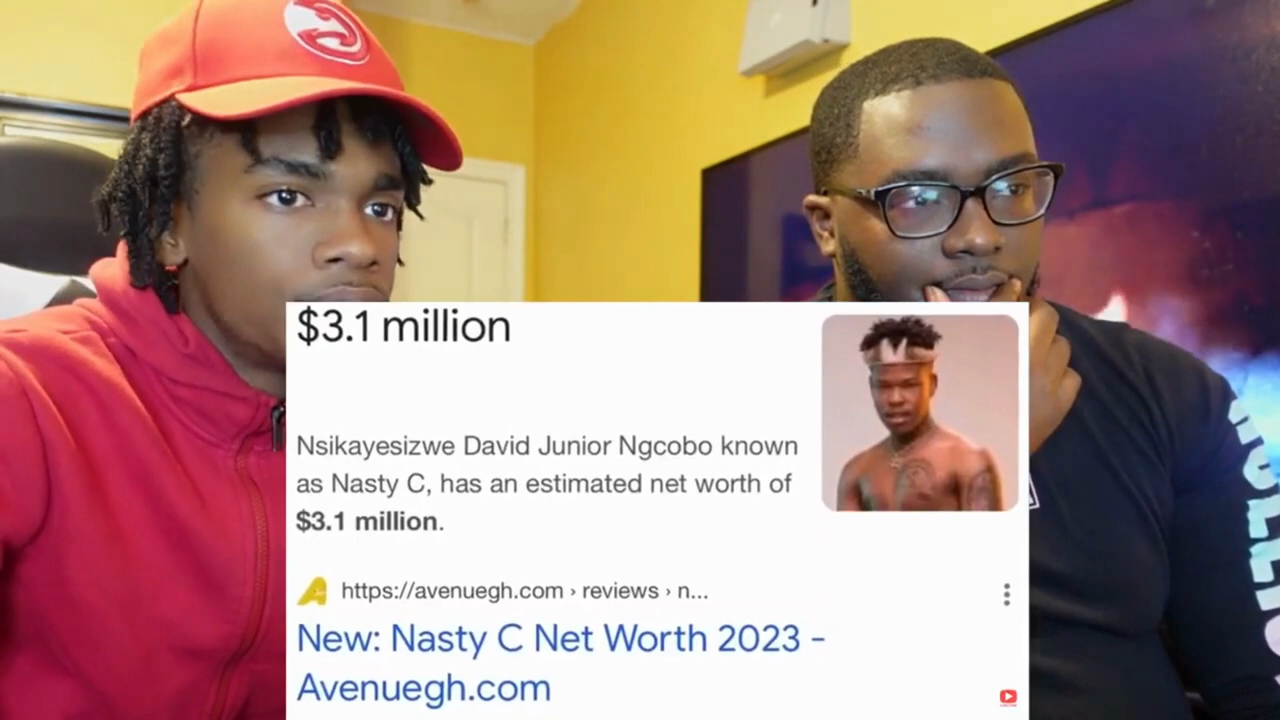 $3.1 million
Nsikayesizwe David Junior Ngcobo known
as Nasty C, has an estimated net worth of
$3.1 million.
https://avenuegh.com › reviews › n...
New: Nasty C Net Worth 2023 -
Avenuegh.com